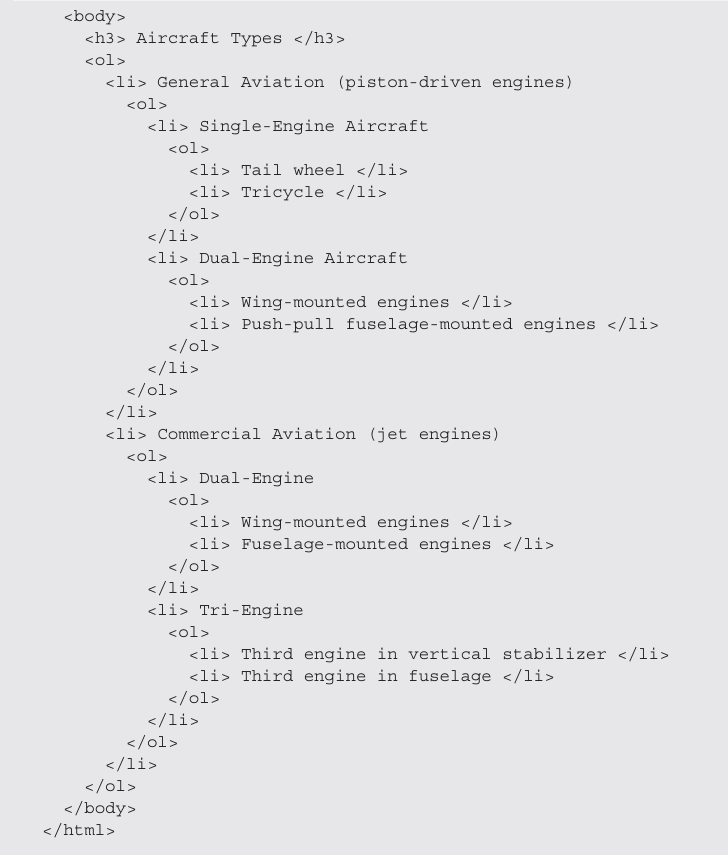 <body>
<h3> Aircraft Types </h3>
<ol>
<li> General Aviation (piston-driven engines)
<ol>
<li> Single-Engine Aircraft
<ol>
<li> Tail wheel </li>
<li> Tricycle </li>
</ol>
</li>
<li> Dual-Engine Aircraft
<ol>
<li> Wing-mounted engines </li>
<li> Push-pull fuselage-mounted engines </li>
</ol>
</li>
</ol>
</li>
<li> Commercial Aviation (jet engines)
<ol>
<li> Dual-Engine
<ol>
<li> Wing-mounted engines </li>
<li> Fuselage-mounted engines </li>
</ol>
</li>
<li> Tri-Engine
<ol>
<li> Third engine in vertical stabilizer </li>
<li> Third engine in fuselage </li>
</ol>
</li>
</ol>
</li>
</ol>
</body>
</html>